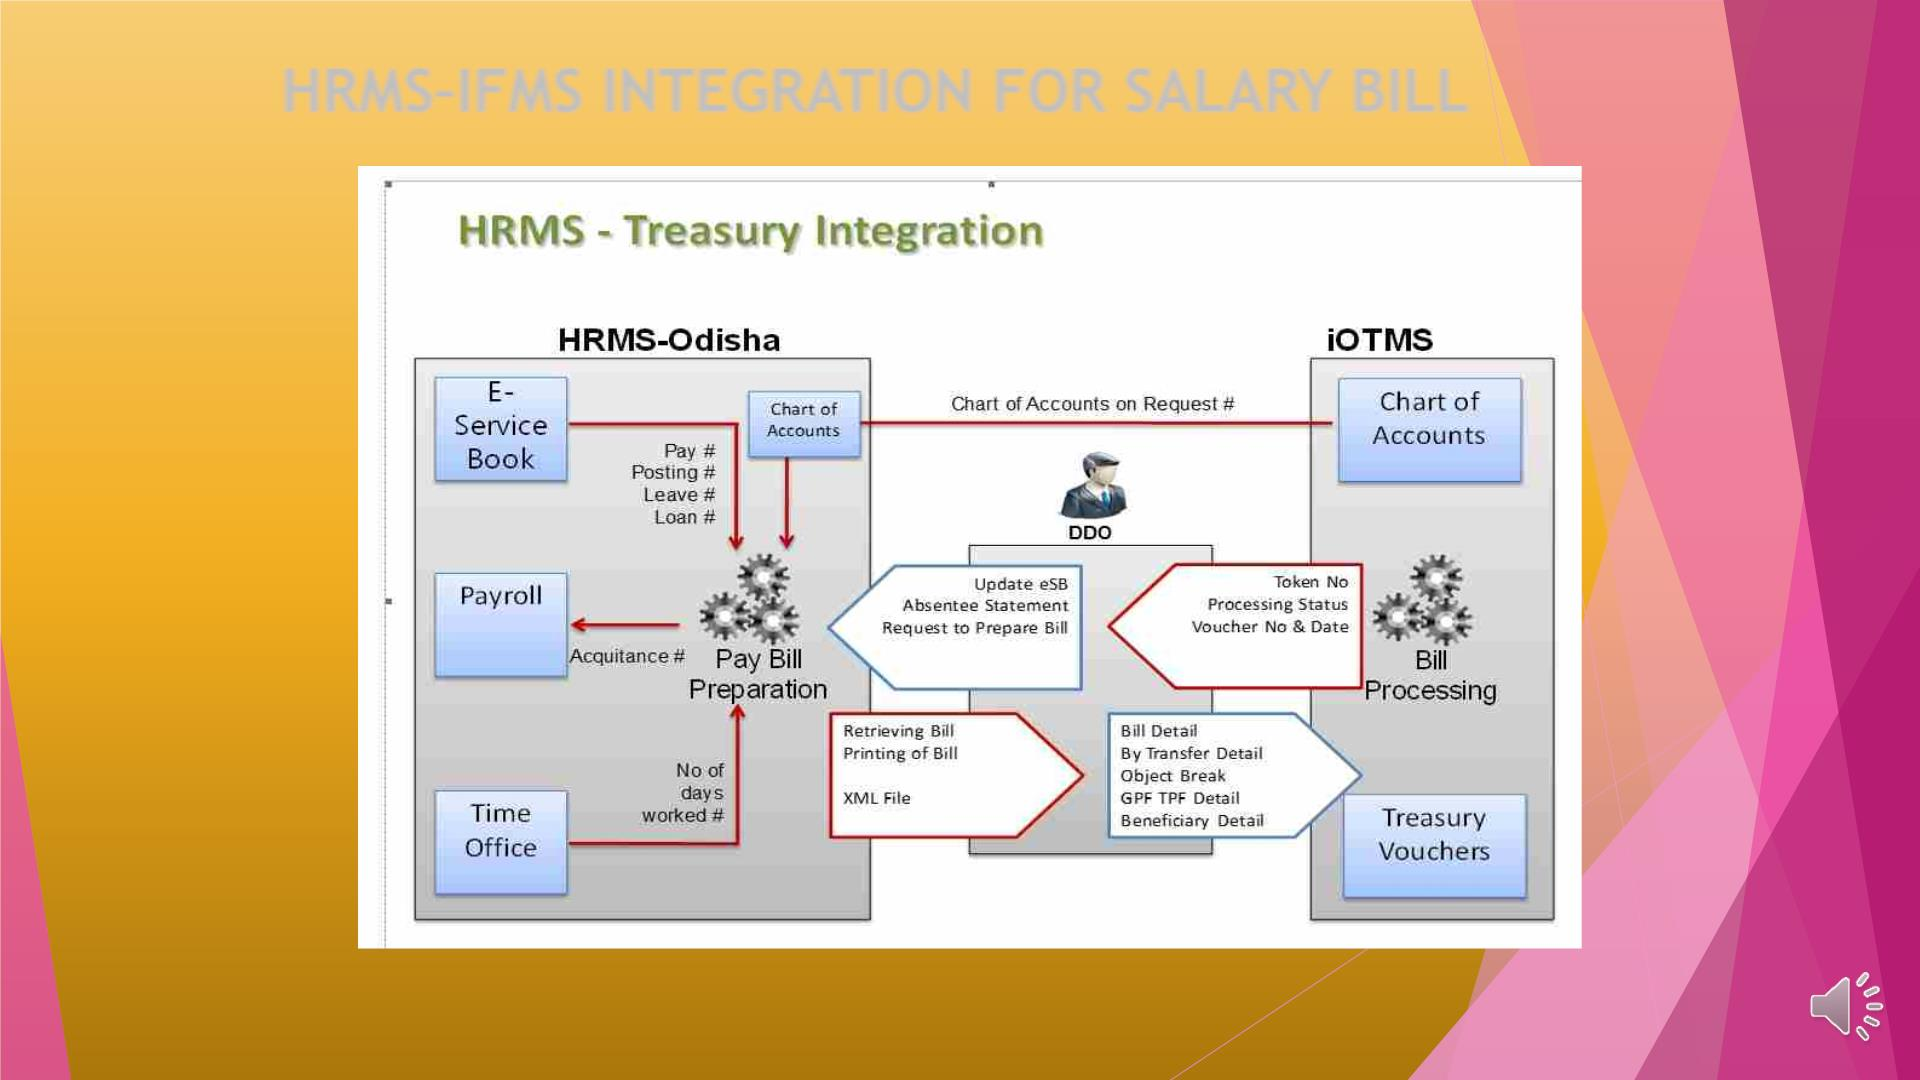 HRMS-IFMS INTEGRATION FOR SALARY BILL
HRMS - Treasury Integration
HRMS-Odisha
iOTMS
E-
Service
Book
Chart of
Accounts
Chart of Accounts on Request #
Chart of
Accounts
Pay #
Posting #
Leave #
Loan #
DDO
Payroll
Acquitance #
Pay Bill
Preparation
Update eSB
Absentee Statement
Request to Prepare Bill
Token No
Processing Status
Voucher No & Date
Bill
Processing
Retrieving Bill
Printing of Bill
XML File
Bill Detail
By Transfer Detail
Object Break
GPF TPF Detail
Beneficiary Detail
No of
days
worked #
Time
Office
Treasury
Vouchers